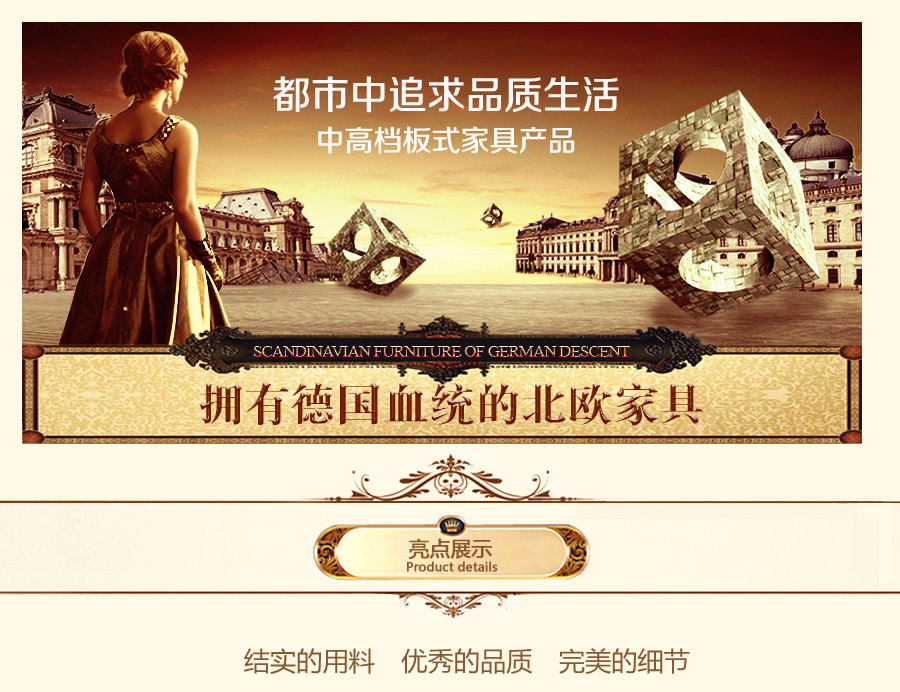 都市中追求品质生活
中高档板式家具产品
SCANDINAVIAN FURNITURE OF GERMAN DESCENT
拥有德国血统的北欧家具
亮点展示
Product details
结实的用料 优秀的品质 完美的细节